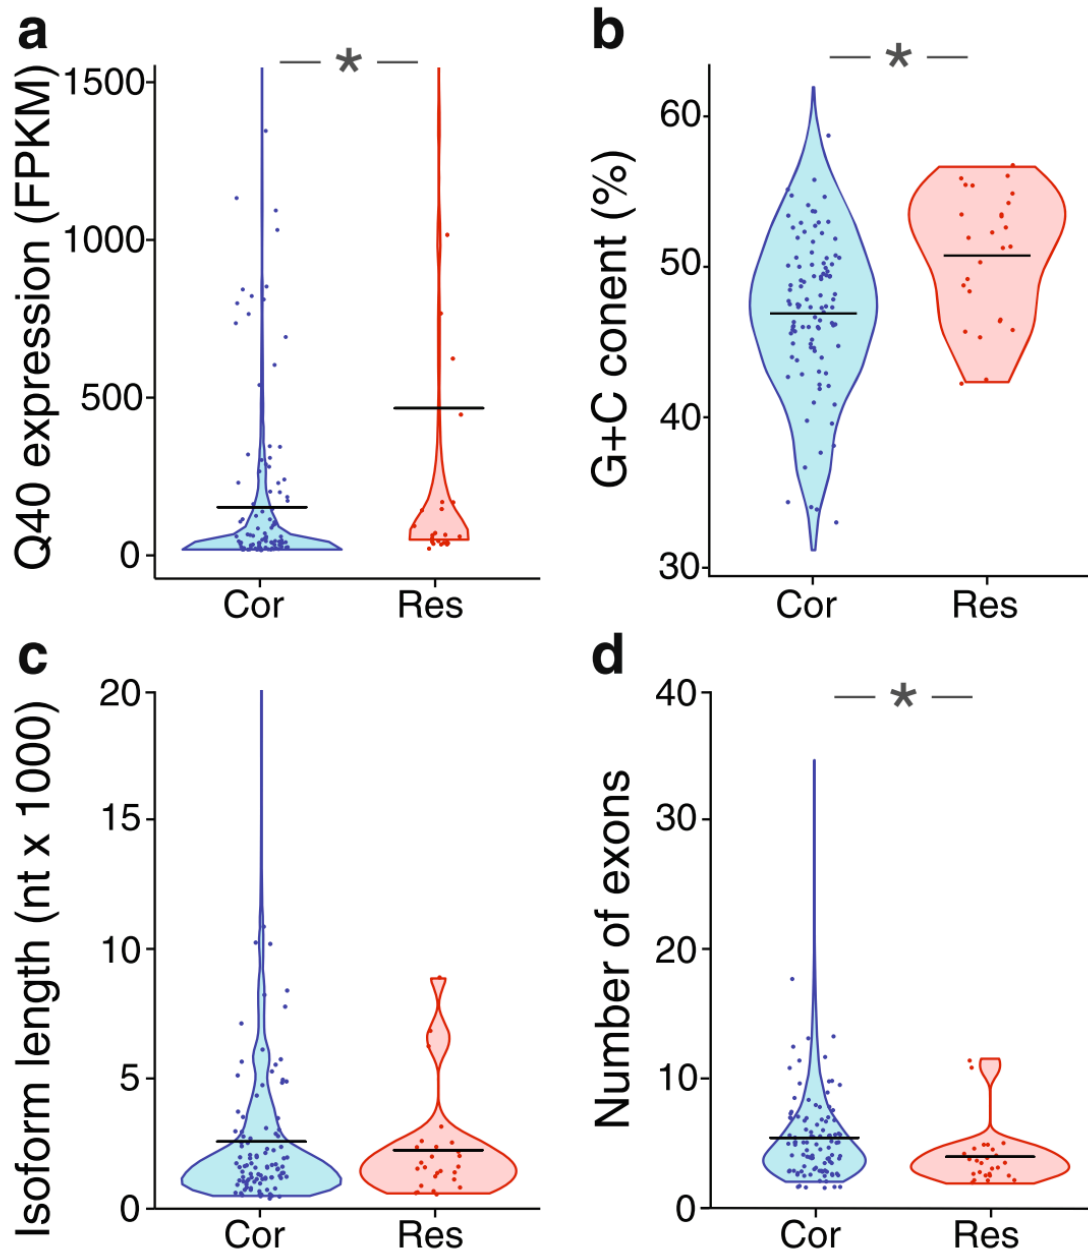 a
Q40 expression (FPKM)
1500
1000
500
0
*
Cor
Res
b
G+C conent (%)
60
50
40
30
*
Cor
Res
c
Isoform length (nt x 1000)
20
15
10
5
0
Cor
Res
d
Number of exons
40
30
20
10
0
*
Cor
Res